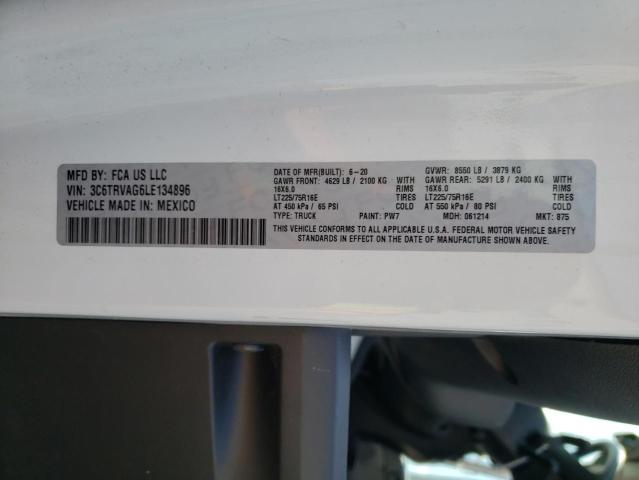 MFD BY: FCA US LLC
VIN: 3C6TRVAG6LE134896
VEHICLE MADE IN: MEXICO
DATE OF MFR(BUILT): 6-20 GVWR: 8550 LB / 3879 KG
GAWR FRONT: 4629 LB / 2100 KG WITH GAWR REAR: 5291 LB / 2400 KG WITH
16X6.0 RIMS 16X6.0 RIMS
LT225/75R16E TIRES LT225/75R16E TIRES
AT 450 kPa / 65 PSI COLD AT 550 kPa / 80 PSI COLD
TYPE: TRUCK PAINT: PW7 MDH: 061214 MKT: 875
THIS VEHICLE CONFORMS TO ALL APPLICABLE U.S.A. FEDERAL MOTOR VEHICLE SAFETY
STANDARDS IN EFFECT ON THE DATE OF MANUFACTURE SHOWN ABOVE.